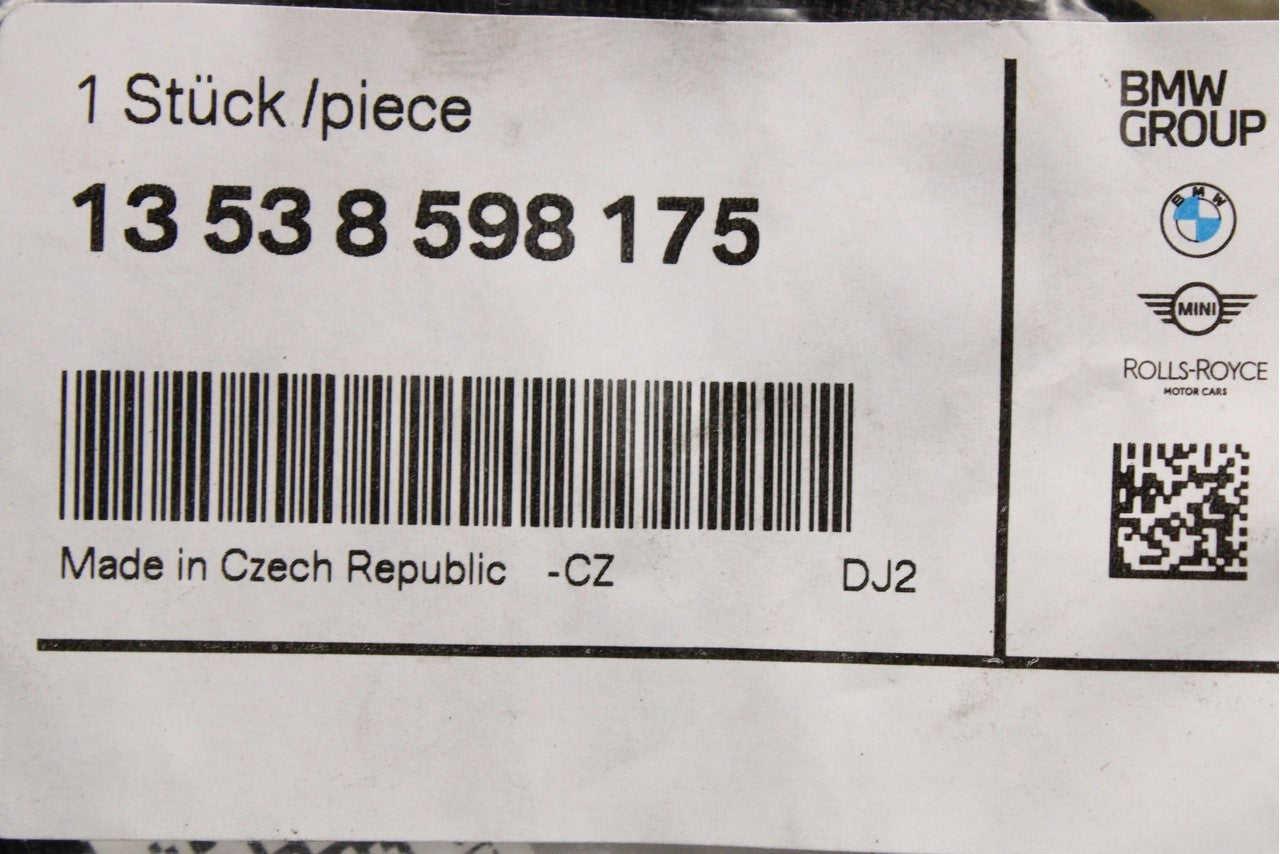 1 Stück /piece
13 53 8 598 175
Made in Czech Republic -CZ DJ2
BMW
GROUP
BMW
MINI
ROLLS-ROYCE
MOTOR CARS